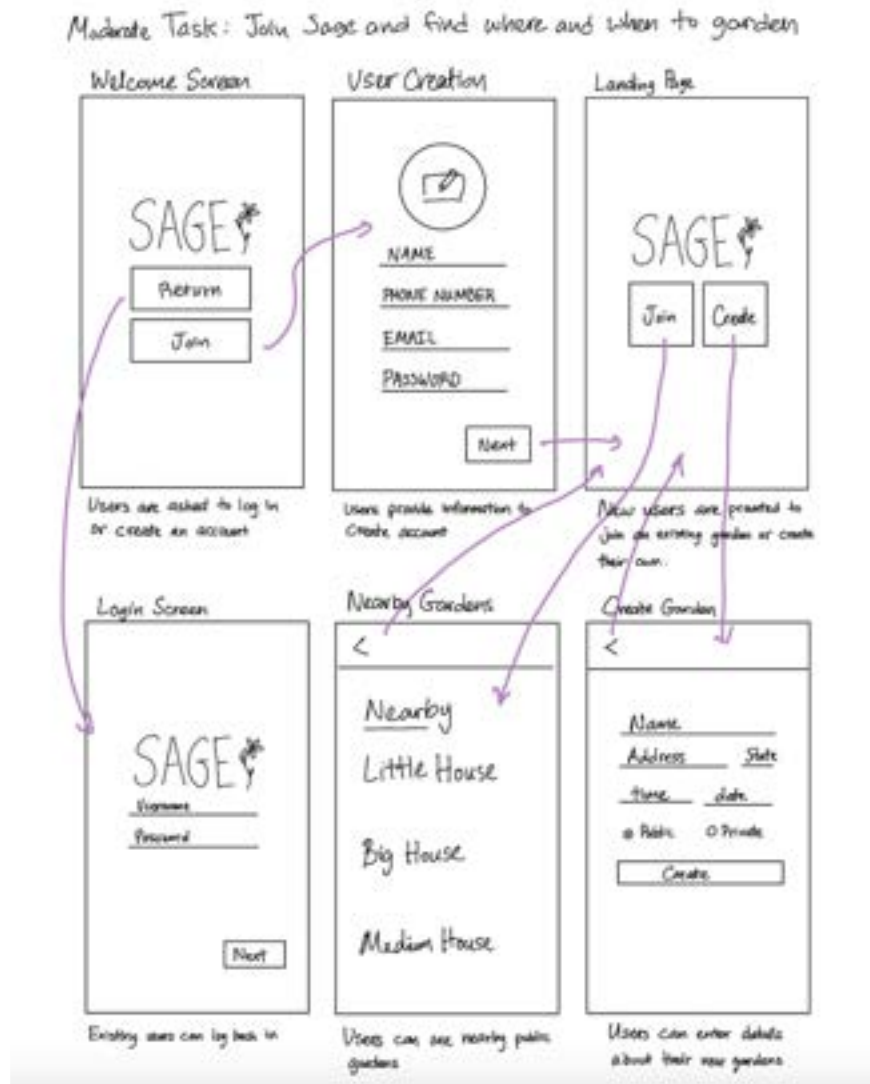 Moderate Task: Join Sage and find where and when to garden
Welcome Screen
SAGE
Return
Join
Users are asked to log in
or create an account
User Creation
NAME
PHONE NUMBER
EMAIL
PASSWORD
Next
Users provide information to
create account
Landing Page
SAGE
Join
Create
New users are prompted to
join an existing garden or create
their own.
Login Screen
SAGE
Username
Password
Next
Existing users can log back in
Nearby Gardens
<
Nearby
Little House
Big House
Medium House
Users can see nearby public
gardens
Create Garden
<
Name
Address State
time date
Public Private
Create
Users can enter details
about their new gardens